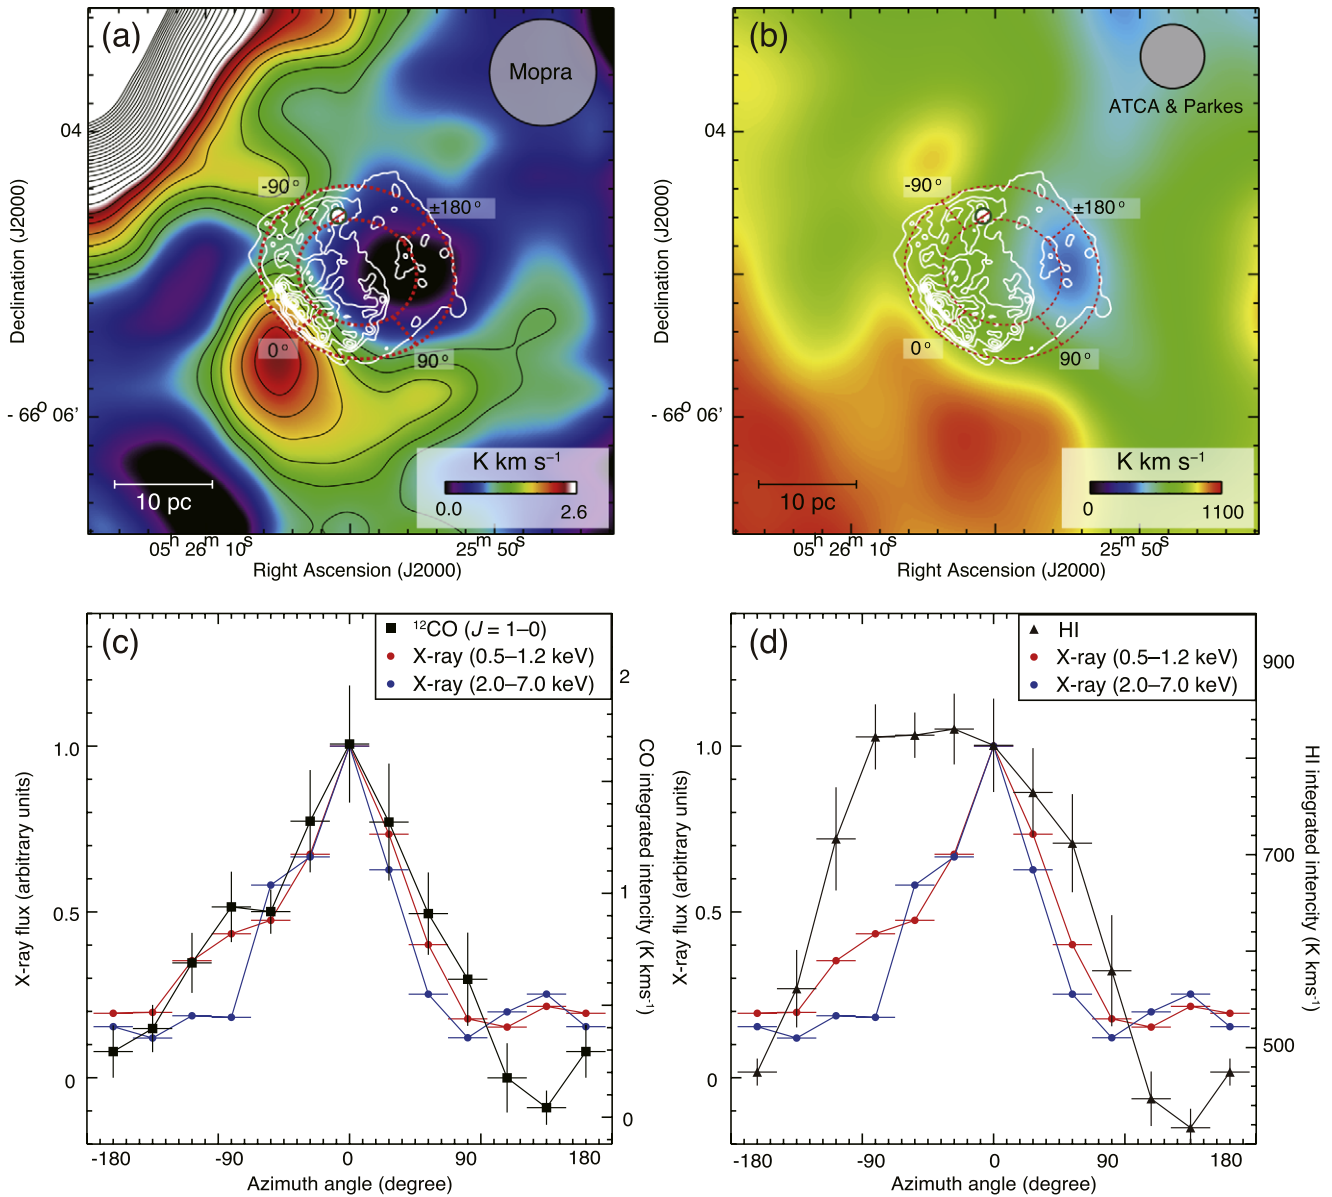 (a)
Mopra
04
-90°
±180°
0°
90°
- 66° 06’
K km s⁻¹
0.0 2.6
10 pc
05ʰ 26ᵐ 10ˢ 25ᵐ 50ˢ
Right Ascension (J2000)
Declination (J2000)
(b)
ATCA & Parkes
04
-90°
±180°
0°
90°
- 66° 06’
K km s⁻¹
0 1100
10 pc
05ʰ 26ᵐ 10ˢ 25ᵐ 50ˢ
Right Ascension (J2000)
Declination (J2000)
(c)
¹²CO (J = 1–0)
X-ray (0.5–1.2 keV)
X-ray (2.0–7.0 keV)
1.0
0.5
0
2
1
0
X-ray flux (arbitrary units)
CO integrated intencity (K kms⁻¹)
-180 -90 0 90 180
Azimuth angle (degree)
(d)
HI
X-ray (0.5–1.2 keV)
X-ray (2.0–7.0 keV)
1.0
0.5
0
900
700
500
X-ray flux (arbitrary units)
HI integrated intencity (K kms⁻¹)
-180 -90 0 90 180
Azimuth angle (degree)